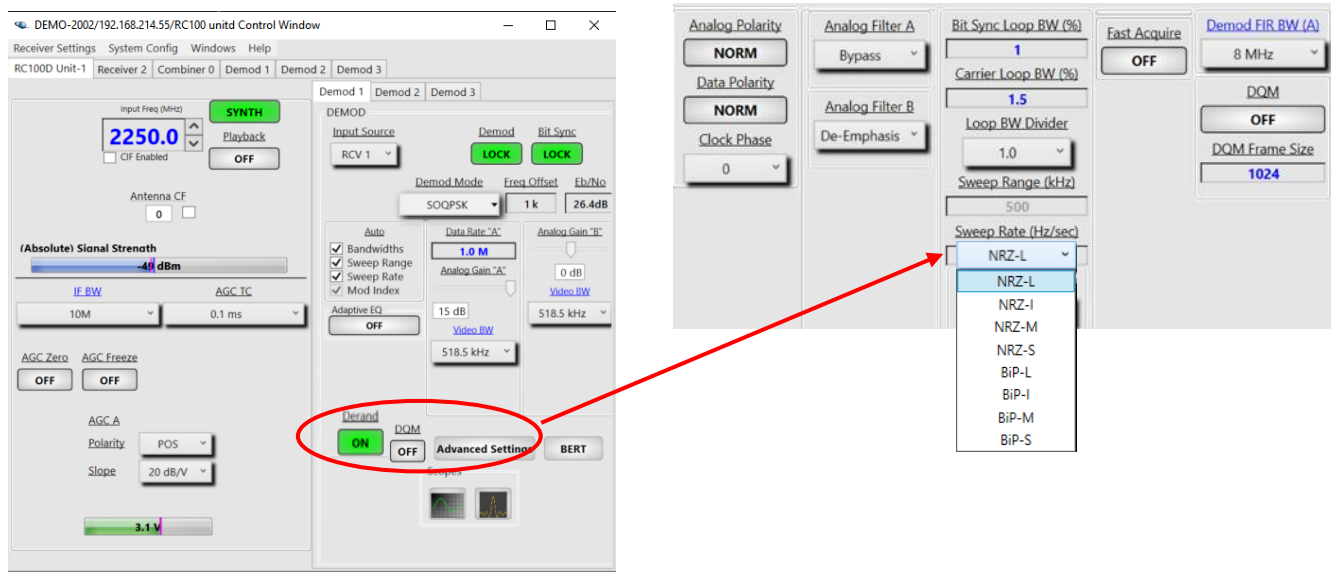 DEMO-2002/192.168.214.55/RC100 unitd Control Window
Receiver Settings System Config Windows Help
RC100D Unit-1 Receiver 2 Combiner 0 Demod 1 Demod 2 Demod 3
Input Freq (MHz)
SYNTH
2250.0
Playback
CIF Enabled
OFF
Antenna CF
0
(Absolute) Signal Strength
-49 dBm
IF BW AGC TC
10M 0.1 ms
AGC Zero AGC Freeze
OFF OFF
AGC A
Polarity POS
Slope 20 dB/V
3.1 V
Demod 1 Demod 2 Demod 3
DEMOD
Input Source Demod Bit Sync
RCV 1 LOCK LOCK
Demod Mode Freq Offset Eb/No
SOQPSK 1 k 26.4dB
Auto
Bandwidths
Sweep Range
Sweep Rate
Mod Index
Adaptive EQ
OFF
Data Rate "A"
1.0 M
Analog Gain "A"
15 dB
Video BW
518.5 kHz
Analog Gain "B"
0 dB
Video BW
518.5 kHz
Derand
ON
DQM
OFF
Advanced Settings
BERT
Scopes
Analog Polarity
NORM
Data Polarity
NORM
Clock Phase
0
Analog Filter A
Bypass
Analog Filter B
De-Emphasis
Bit Sync Loop BW (%)
1
Carrier Loop BW (%)
1.5
Loop BW Divider
1.0
Sweep Range (kHz)
500
Sweep Rate (Hz/sec)
NRZ-L
NRZ-L
NRZ-I
NRZ-M
NRZ-S
BiP-L
BiP-I
BiP-M
BiP-S
Fast Acquire
OFF
Demod FIR BW (A)
8 MHz
DQM
OFF
DQM Frame Size
1024